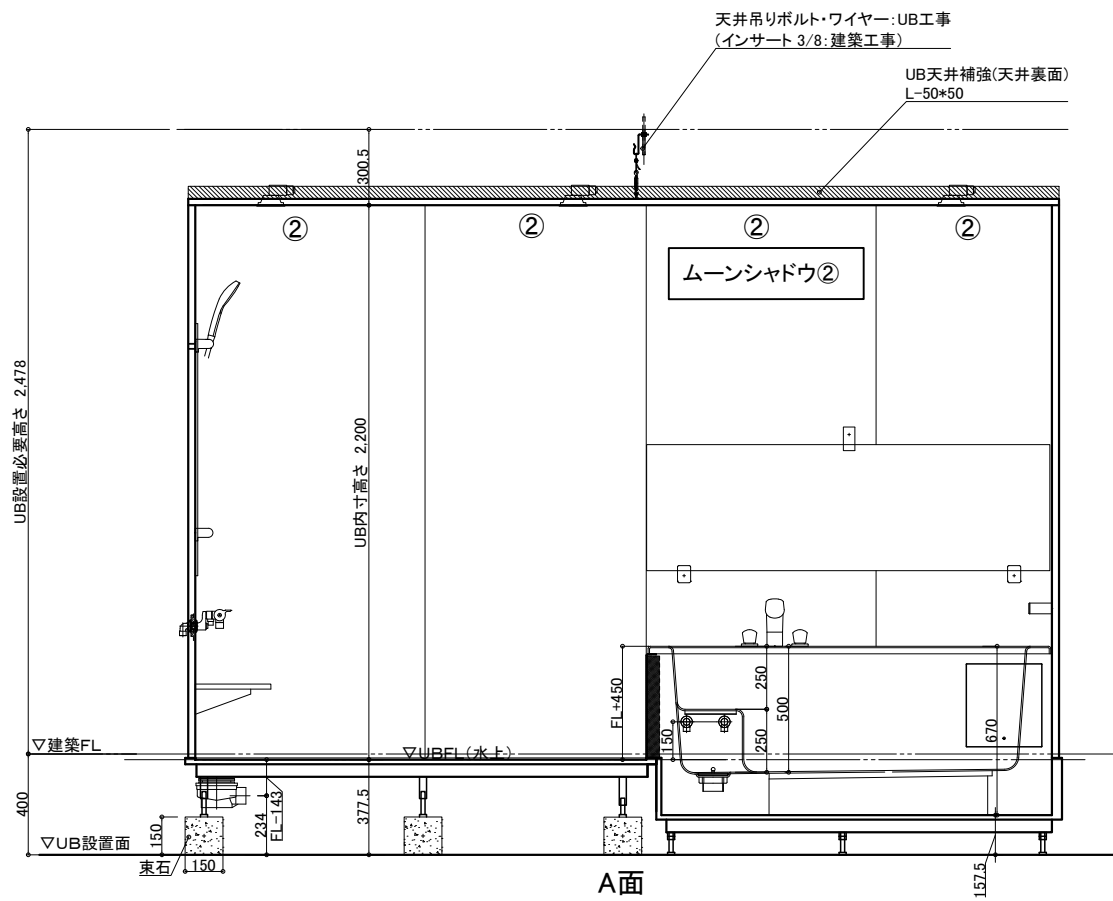 天井吊りボルト・ワイヤー:UB工事
(インサート 3/8:建築工事)
UB天井補強(天井裏面)
L-50*50
300.5
②
②
②
②
ムーンシャドウ②
UB設置必要高さ 2,478
UB内寸高さ 2,200
FL+450
250
500
150
250
670
▽建築FL
▽UBFL(水上)
400
150
234
FL-143
377.5
▽UB設置面
束石
150
157.5
A面